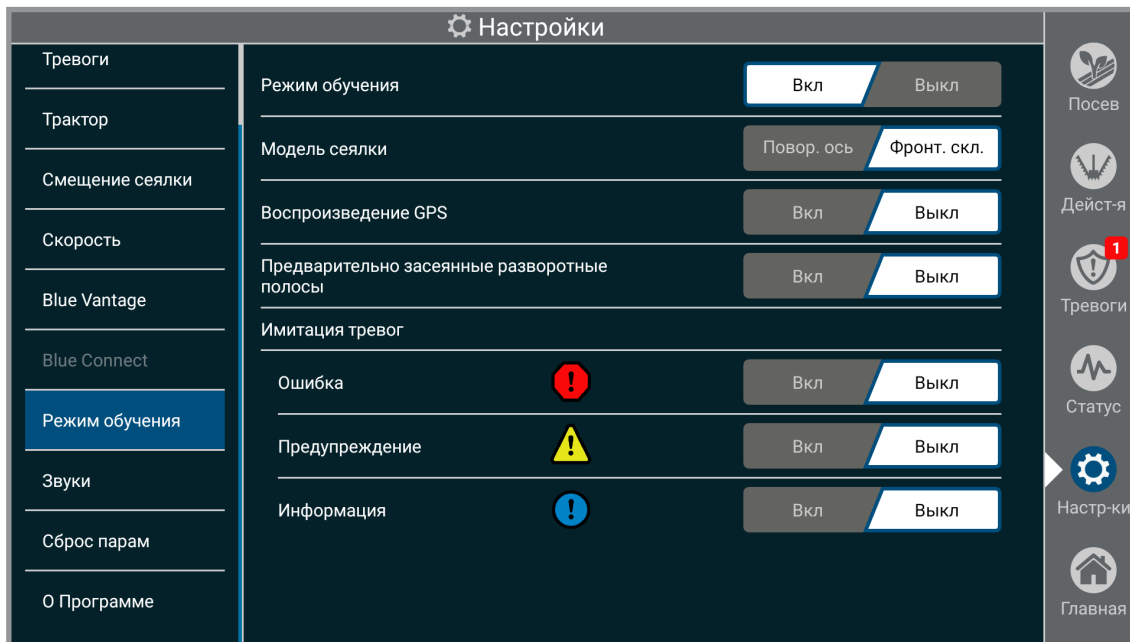 Настройки
Тревоги
Трактор
Смещение сеялки
Скорость
Blue Vantage
Blue Connect
Режим обучения
Звуки
Сброс парам
О Программе
Режим обучения Вкл Выкл
Модель сеялки Повор. ось Фронт. скл.
Воспроизведение GPS Вкл Выкл
Предварительно засеянные разворотные
полосы Вкл Выкл
Имитация тревог
Ошибка ! Вкл Выкл
Предупреждение ! Вкл Выкл
Информация ! Вкл Выкл
Посев
Дейст-я
1
Тревоги
Статус
Настр-ки
Главная